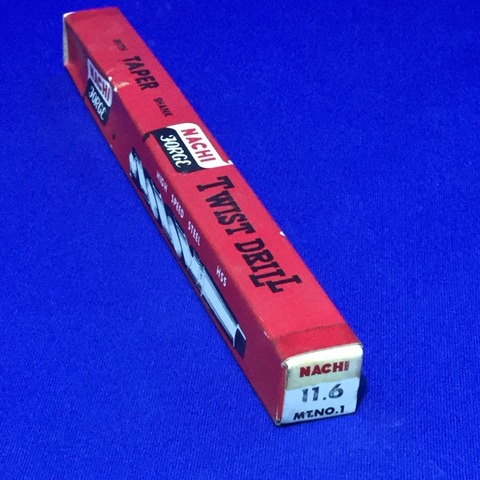 WITH TAPER SHANK
NACHI
FORGE
NACHI
FORGE
TWIST DRILL
HIGH SPEED STEEL HSS
NACHI
11.6
MT.NO.1